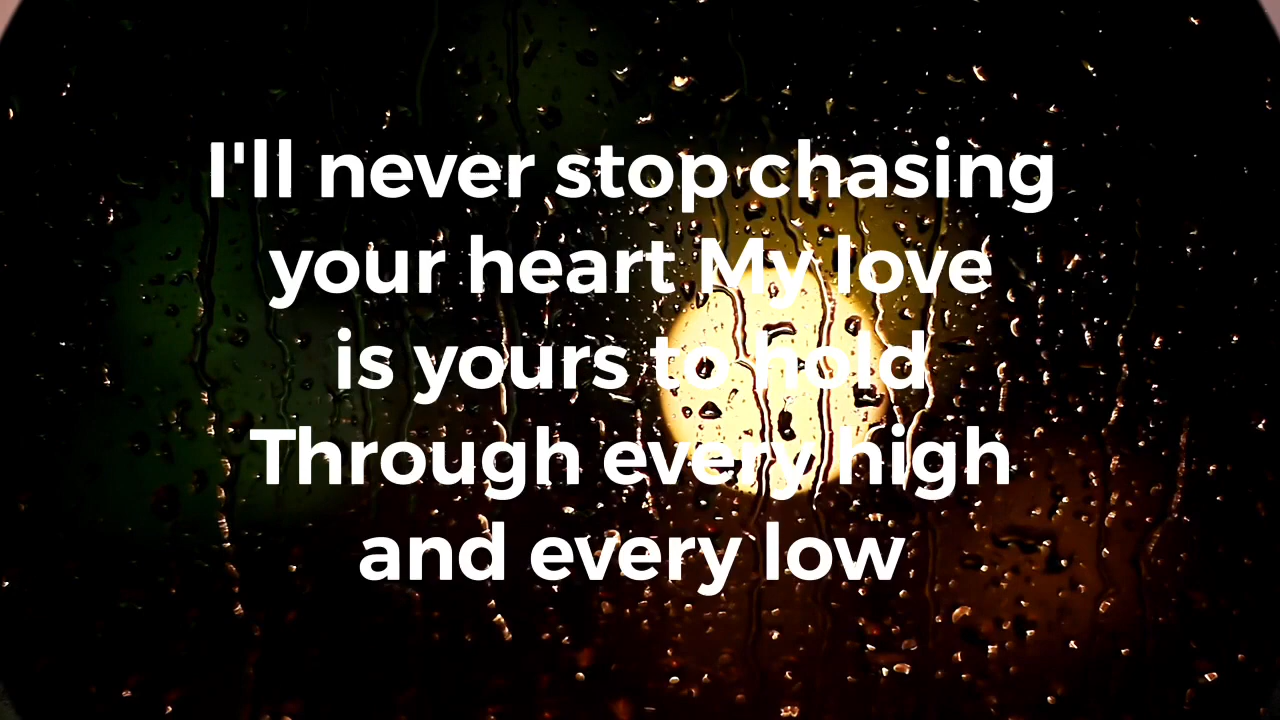 I'll never stop chasing
your heart My love
is yours to hold
Through every high
and every low